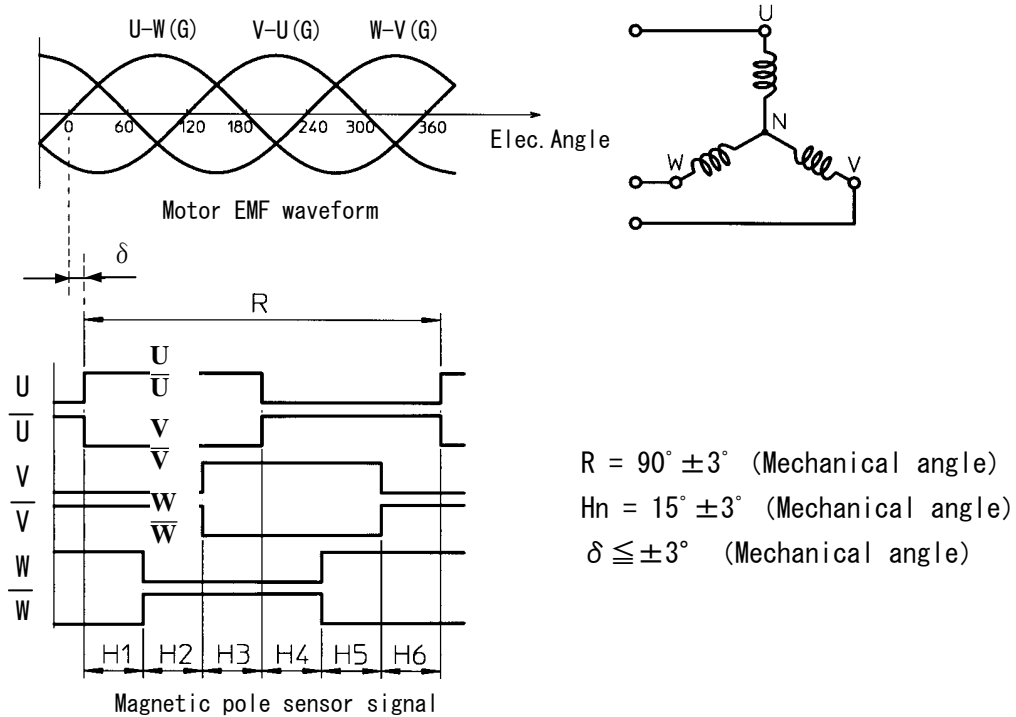 U-W(G) V-U(G) W-V(G)
0 60 120 180 240 300 360
Elec.Angle
Motor EMF waveform
U
N
W
V
δ
R
U
U
U
U
V
V
V
W
V
W
W
W
H1 H2 H3 H4 H5 H6
Magnetic pole sensor signal
R = 90° ±3° (Mechanical angle)
Hn = 15° ±3° (Mechanical angle)
δ ≦ ±3° (Mechanical angle)